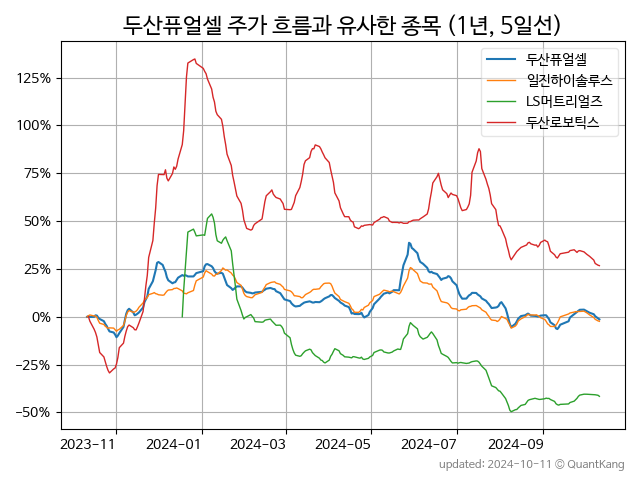 두산퓨얼셀 주가 흐름과 유사한 종목 (1년, 5일선)
두산퓨얼셀
일진하이솔루스
LS머트리얼즈
두산로보틱스
125%
100%
75%
50%
25%
0%
−25%
−50%
2023-11
2024-01
2024-03
2024-05
2024-07
2024-09
updated: 2024-10-11 © QuantKang